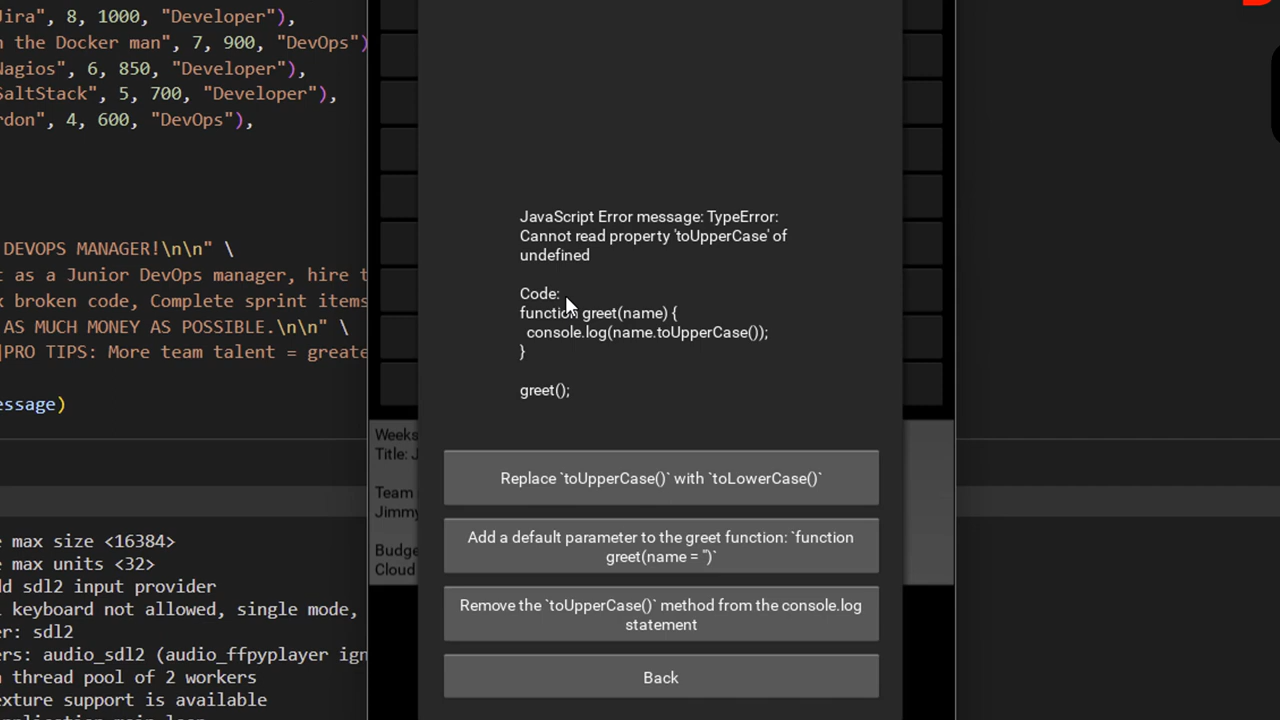 Jira", 8, 1000, "Developer"),
n the Docker man", 7, 900, "DevOps")
Nagios", 6, 850, "Developer"),
SaltStack", 5, 700, "Developer"),
rdon", 4, 600, "DevOps"),
DEVOPS MANAGER!\n\n" \
t as a Junior DevOps manager, hire t
x broken code, Complete sprint items
AS MUCH MONEY AS POSSIBLE.\n\n" \
PRO TIPS: More team talent = greate
essage)
JavaScript Error message: TypeError:
Cannot read property 'toUpperCase' of
undefined
Code:
function greet(name) {
console.log(name.toUpperCase());
}
greet();
Weeks
Title: J
Team
Jimmy
Budge
Cloud
Replace `toUpperCase()` with `toLowerCase()`
Add a default parameter to the greet function: `function
greet(name = '')`
Remove the `toUpperCase()` method from the console.log
statement
Back
e max size <16384>
e max units <32>
dd sdl2 input provider
l keyboard not allowed, single mode,
er: sdl2
ers: audio_sdl2 (audio_ffpyplayer ign
n thread pool of 2 workers
exture support is available